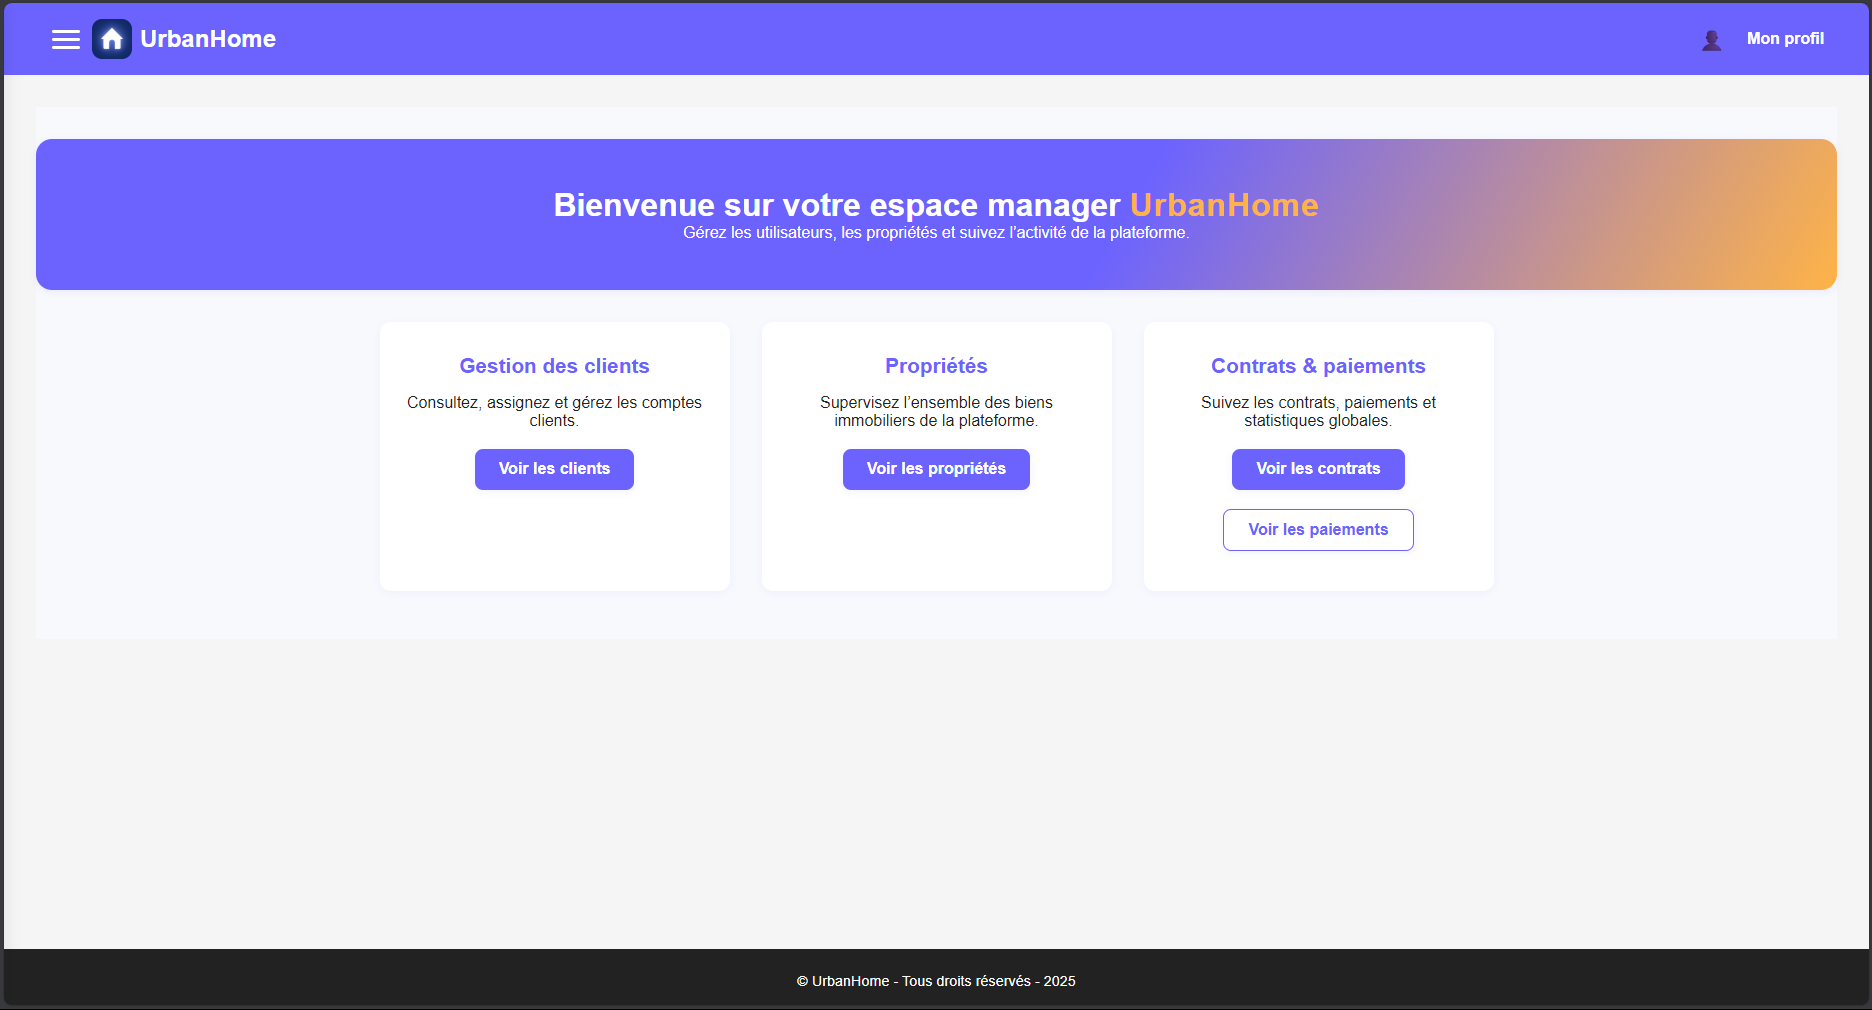 UrbanHome
Mon profil
Bienvenue sur votre espace manager UrbanHome
Gérez les utilisateurs, les propriétés et suivez l’activité de la plateforme.
Gestion des clients
Consultez, assignez et gérez les comptes
clients.
Voir les clients
Propriétés
Supervisez l’ensemble des biens
immobiliers de la plateforme.
Voir les propriétés
Contrats & paiements
Suivez les contrats, paiements et
statistiques globales.
Voir les contrats
Voir les paiements
© UrbanHome - Tous droits réservés - 2025